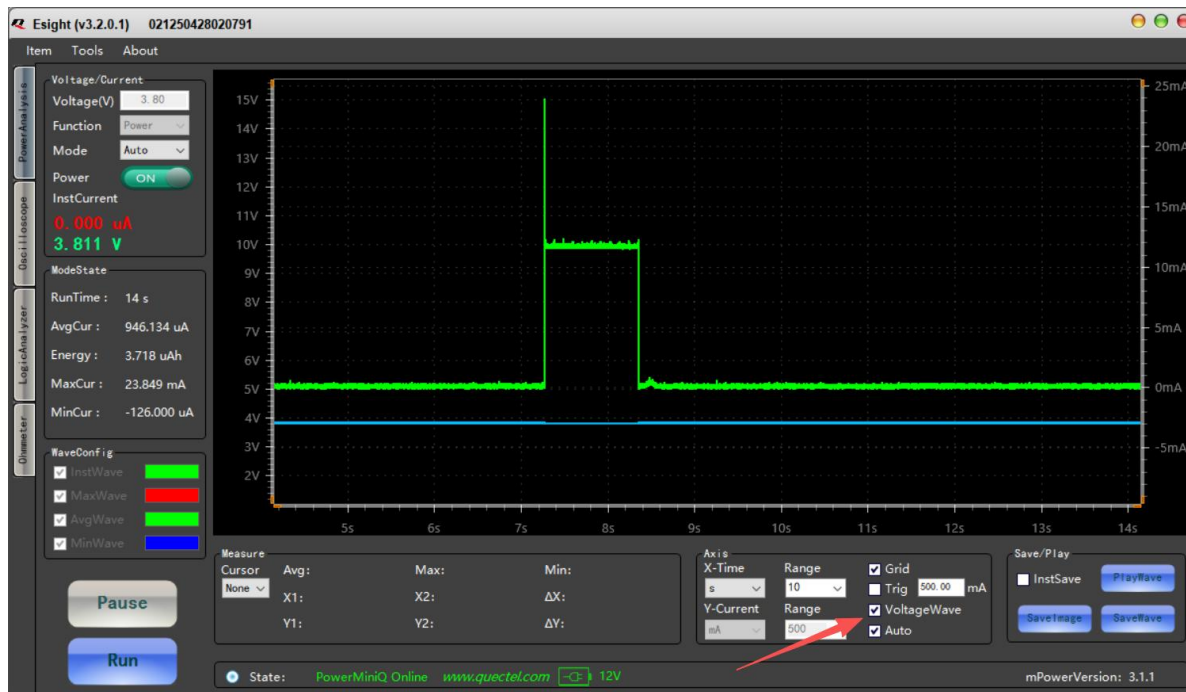 Esight (v3.2.0.1) 021250428020791
Item Tools About
PowerAnalysis
Oscilloscope
LogicAnalyzer
Ohmmeter
Voltage/Current
Voltage(V) 3.80
Function Power
Mode Auto
Power ON
InstCurrent
0.000 uA
3.811 V
ModeState
RunTime : 14 s
AvgCur : 946.134 uA
Energy : 3.718 uAh
MaxCur : 23.849 mA
MinCur : -126.000 uA
WaveConfig
InstWave
MaxWave
AvgWave
MinWave
Pause
Run
15V
14V
13V
12V
11V
10V
9V
8V
7V
6V
5V
4V
3V
2V
25mA
20mA
15mA
10mA
5mA
0mA
-5mA
5s 6s 7s 8s 9s 10s 11s 12s 13s 14s
Measure
Cursor Avg: Max: Min:
None X1: X2: ΔX:
Y1: Y2: ΔY:
Axis
X-Time Range Grid
s 10 Trig 500.00 mA
Y-Current Range VoltageWave
mA 500 Auto
Save/Play
InstSave PlayWave
SaveImage SaveWave
State: PowerMiniQ Online www.quectel.com 12V mPowerVersion: 3.1.1